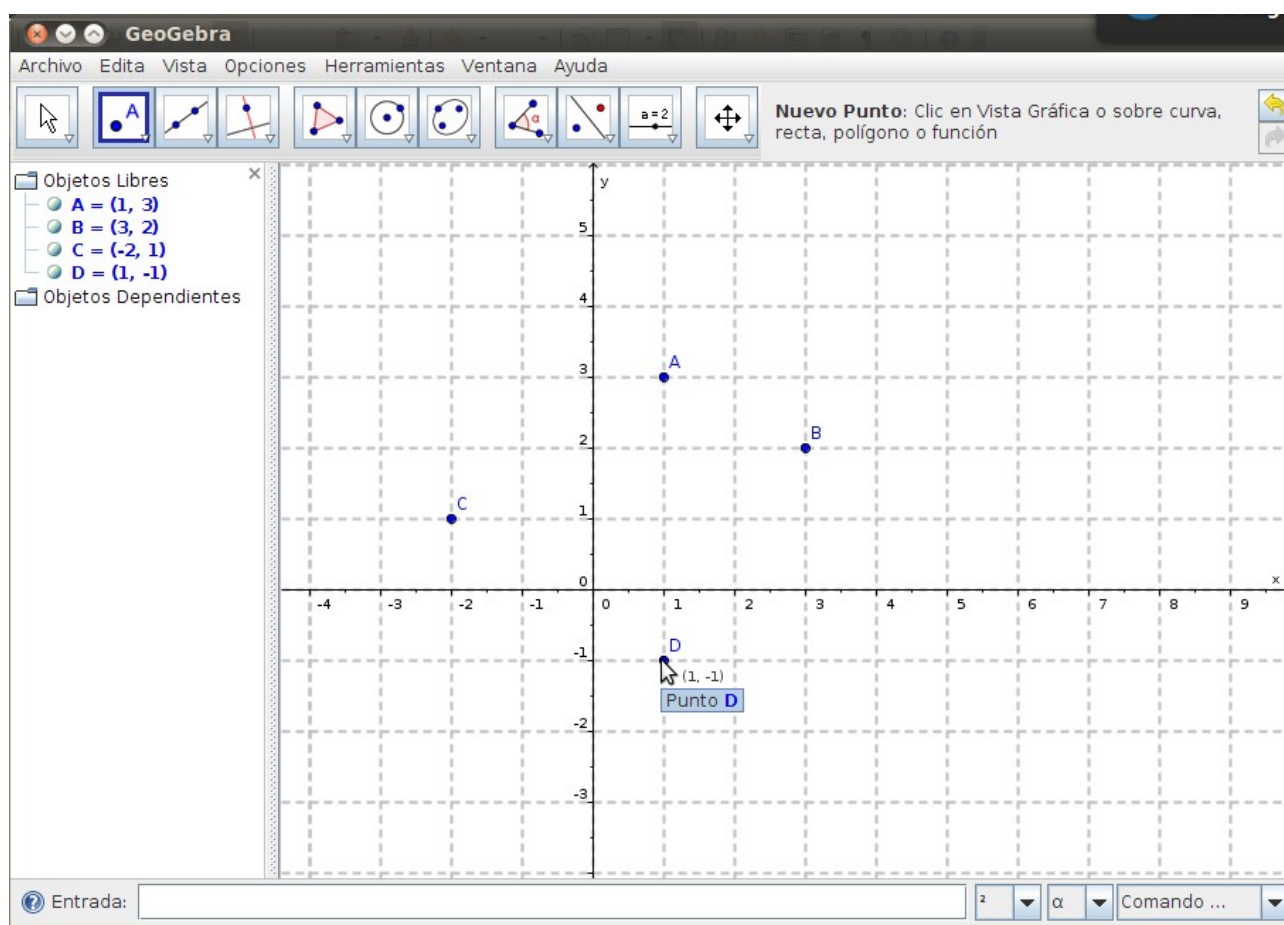 GeoGebra
Archivo Edita Vista Opciones Herramientas Ventana Ayuda
A
α
a = 2
Nuevo Punto: Clic en Vista Gráfica o sobre curva,
recta, polígono o función
Objetos Libres
A = (1, 3)
B = (3, 2)
C = (-2, 1)
D = (1, -1)
Objetos Dependientes
y
5
4
3
A
2
B
1
C
0
x
-4 -3 -2 -1 0 1 2 3 4 5 6 7 8 9
-1
D
(1, -1)
Punto D
-2
-3
Entrada:
²
α
Comando ...